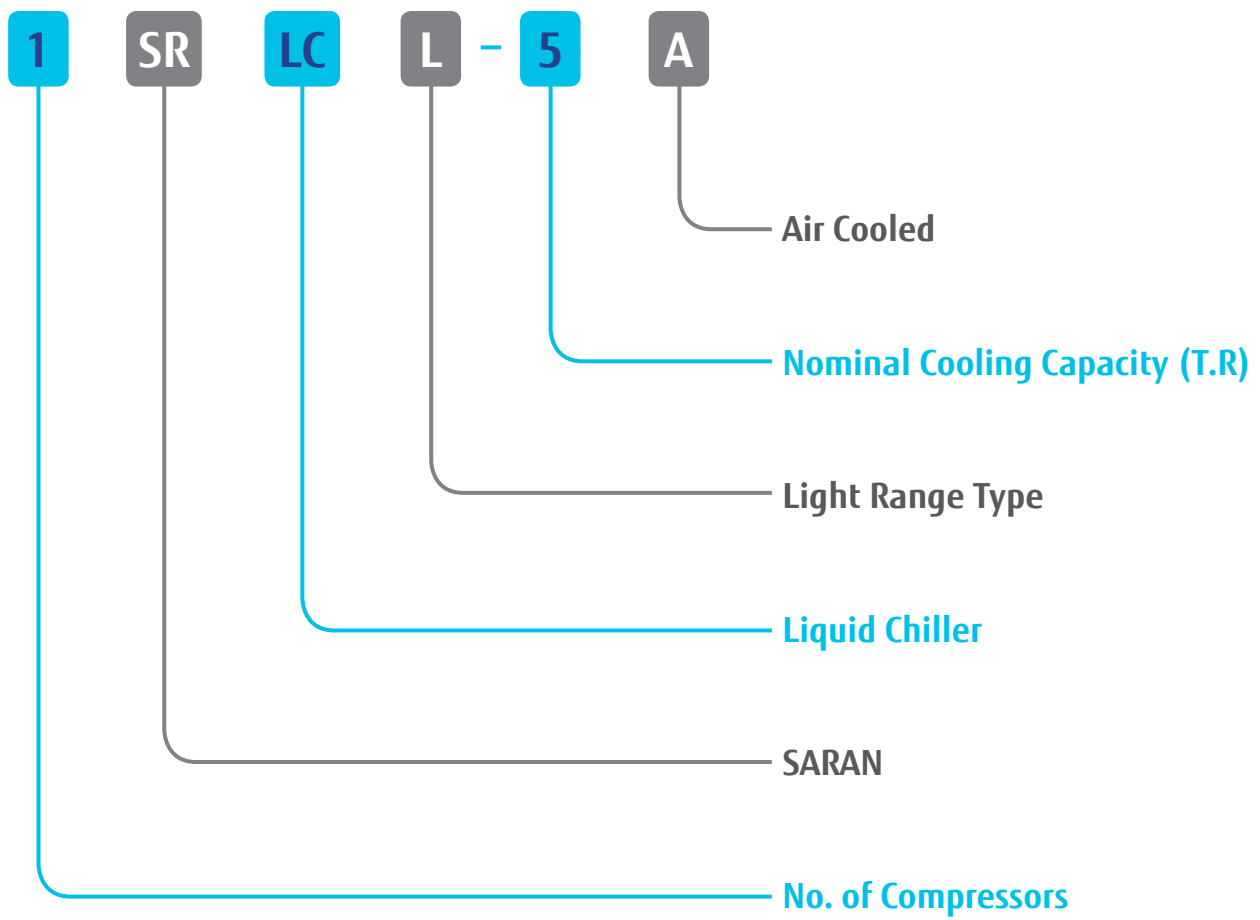 1 SR LC L - 5 A
Air Cooled
Nominal Cooling Capacity (T.R)
Light Range Type
Liquid Chiller
SARAN
No. of Compressors